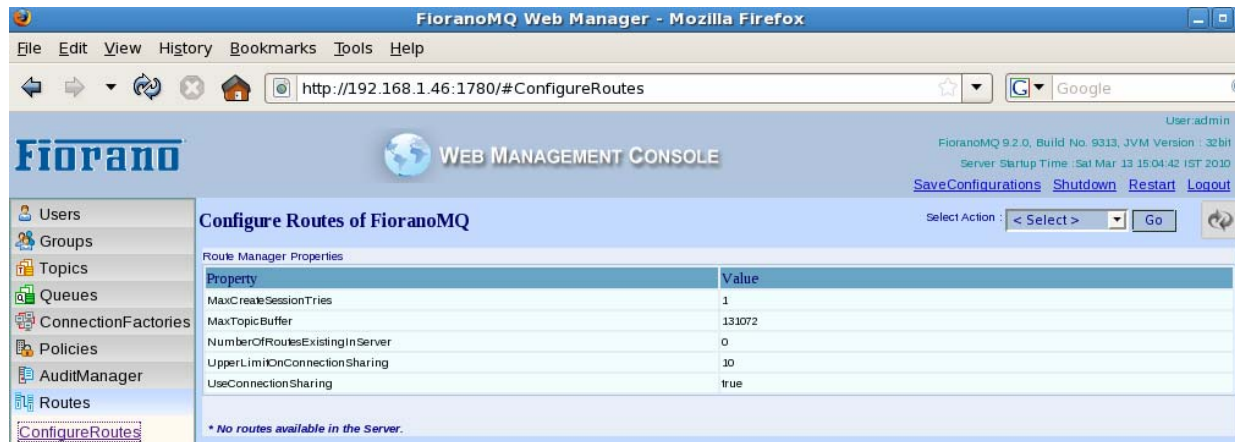 FioranoMQ Web Manager - Mozilla Firefox
File Edit View History Bookmarks Tools Help
http://192.168.1.46:1780/#ConfigureRoutes
G Google
Fiorano
WEB MANAGEMENT CONSOLE
User:admin
FioranoMQ 9.2.0, Build No. 9313, JVM Version : 32bit
Server Startup Time :Sat Mar 13 15:04:42 IST 2010
SaveConfigurations Shutdown Restart Logout
Users
Groups
Topics
Queues
ConnectionFactories
Policies
AuditManager
Routes
ConfigureRoutes
Configure Routes of FioranoMQ
Select Action : < Select > Go
Route Manager Properties
Property Value
MaxCreateSessionTries 1
MaxTopicBuffer 131072
NumberOfRoutesExistingInServer 0
UpperLimitOnConnectionSharing 10
UseConnectionSharing true
* No routes available in the Server.